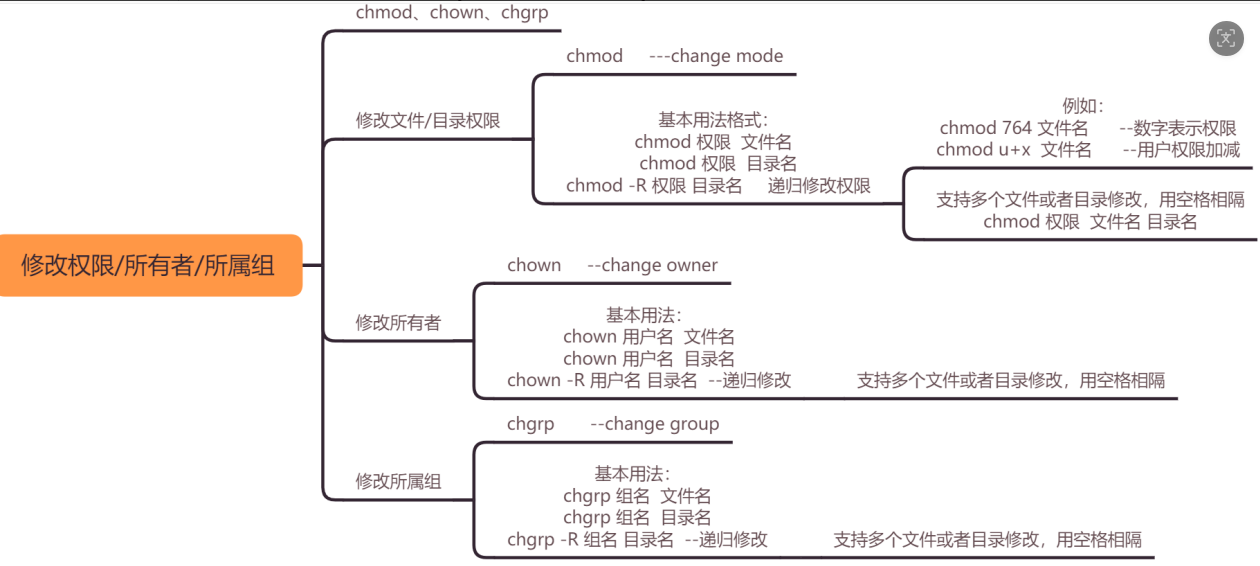 chmod、chown、chgrp
修改文件/目录权限
chmod ---change mode
基本用法格式：
chmod 权限 文件名
chmod 权限 目录名
chmod -R 权限 目录名 递归修改权限
例如：
chmod 764 文件名 --数字表示权限
chmod u+x 文件名 --用户权限加减
支持多个文件或者目录修改，用空格相隔
chmod 权限 文件名 目录名
修改权限/所有者/所属组
修改所有者
chown --change owner
基本用法：
chown 用户名 文件名
chown 用户名 目录名
chown -R 用户名 目录名 --递归修改
支持多个文件或者目录修改，用空格相隔
修改所属组
chgrp --change group
基本用法：
chgrp 组名 文件名
chgrp 组名 目录名
chgrp -R 组名 目录名 --递归修改
支持多个文件或者目录修改，用空格相隔